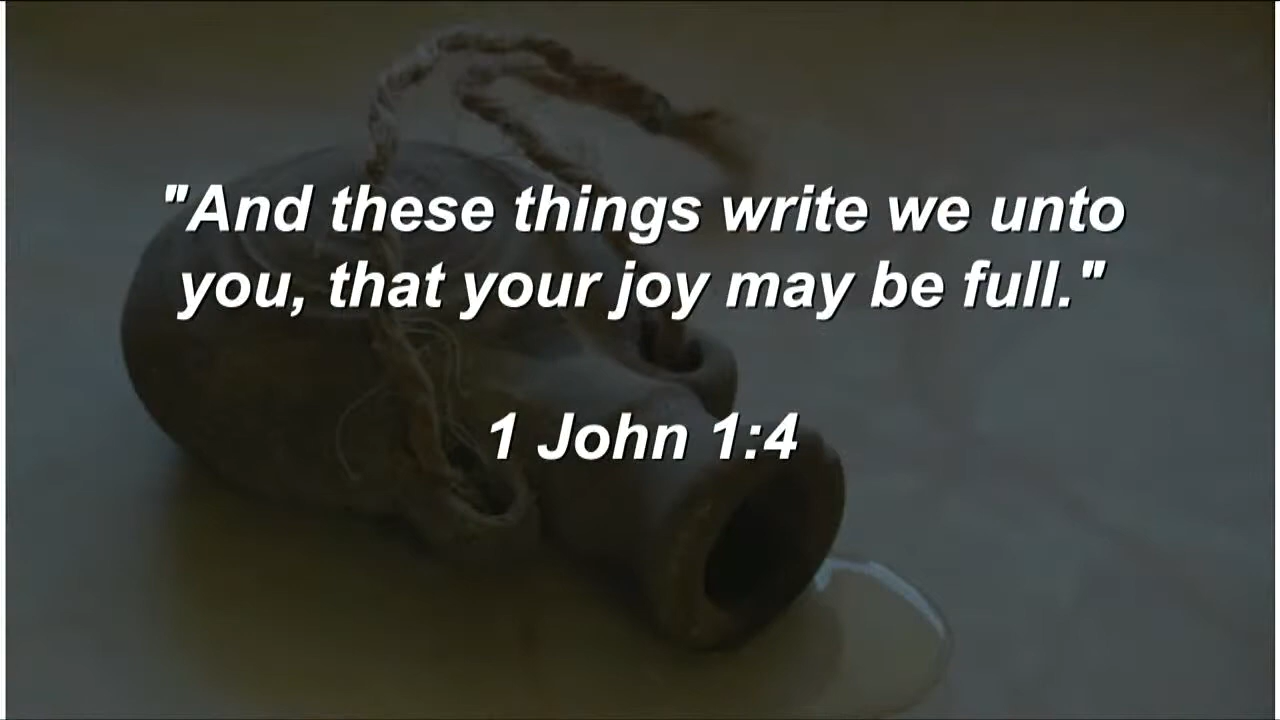 "And these things write we unto
you, that your joy may be full."
1 John 1:4